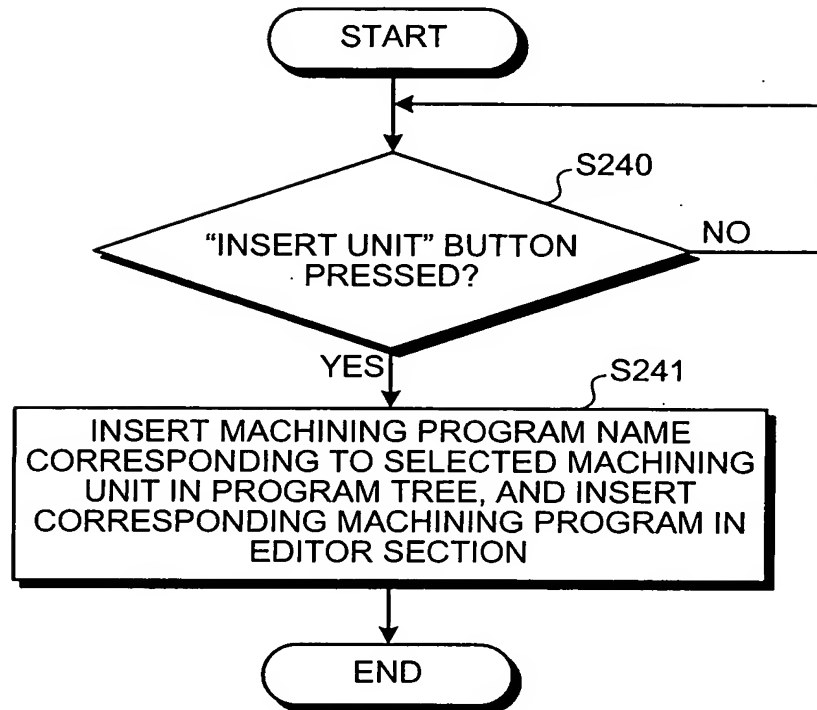 START
S240
“INSERT UNIT” BUTTON
PRESSED?
NO
YES
S241
INSERT MACHINING PROGRAM NAME
CORRESPONDING TO SELECTED MACHINING
UNIT IN PROGRAM TREE, AND INSERT
CORRESPONDING MACHINING PROGRAM IN
EDITOR SECTION
END